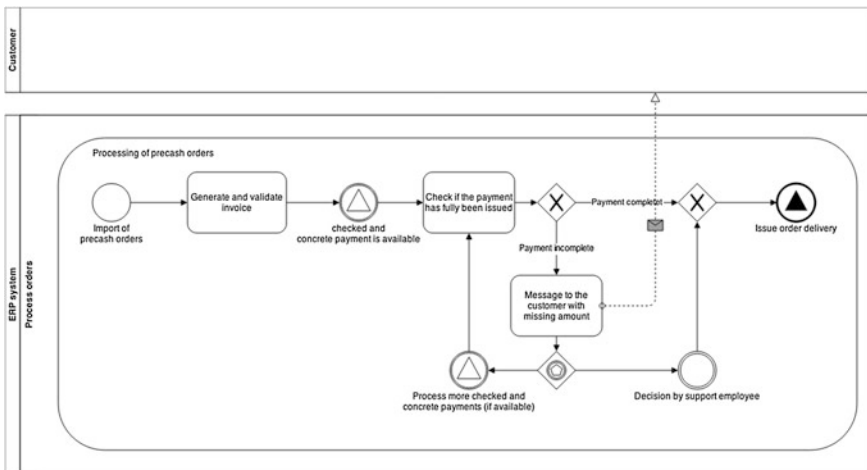 Customer
ERP system
Process orders
Processing of precash orders
Import of
precash orders
Generate and validate
invoice
checked and
concrete payment is available
Check if the payment
has fully been issued
Payment completet
Payment incomplete
Issue order delivery
Message to the
customer with
missing amount
Process more checked and
concrete payments (if available)
Decision by support employee